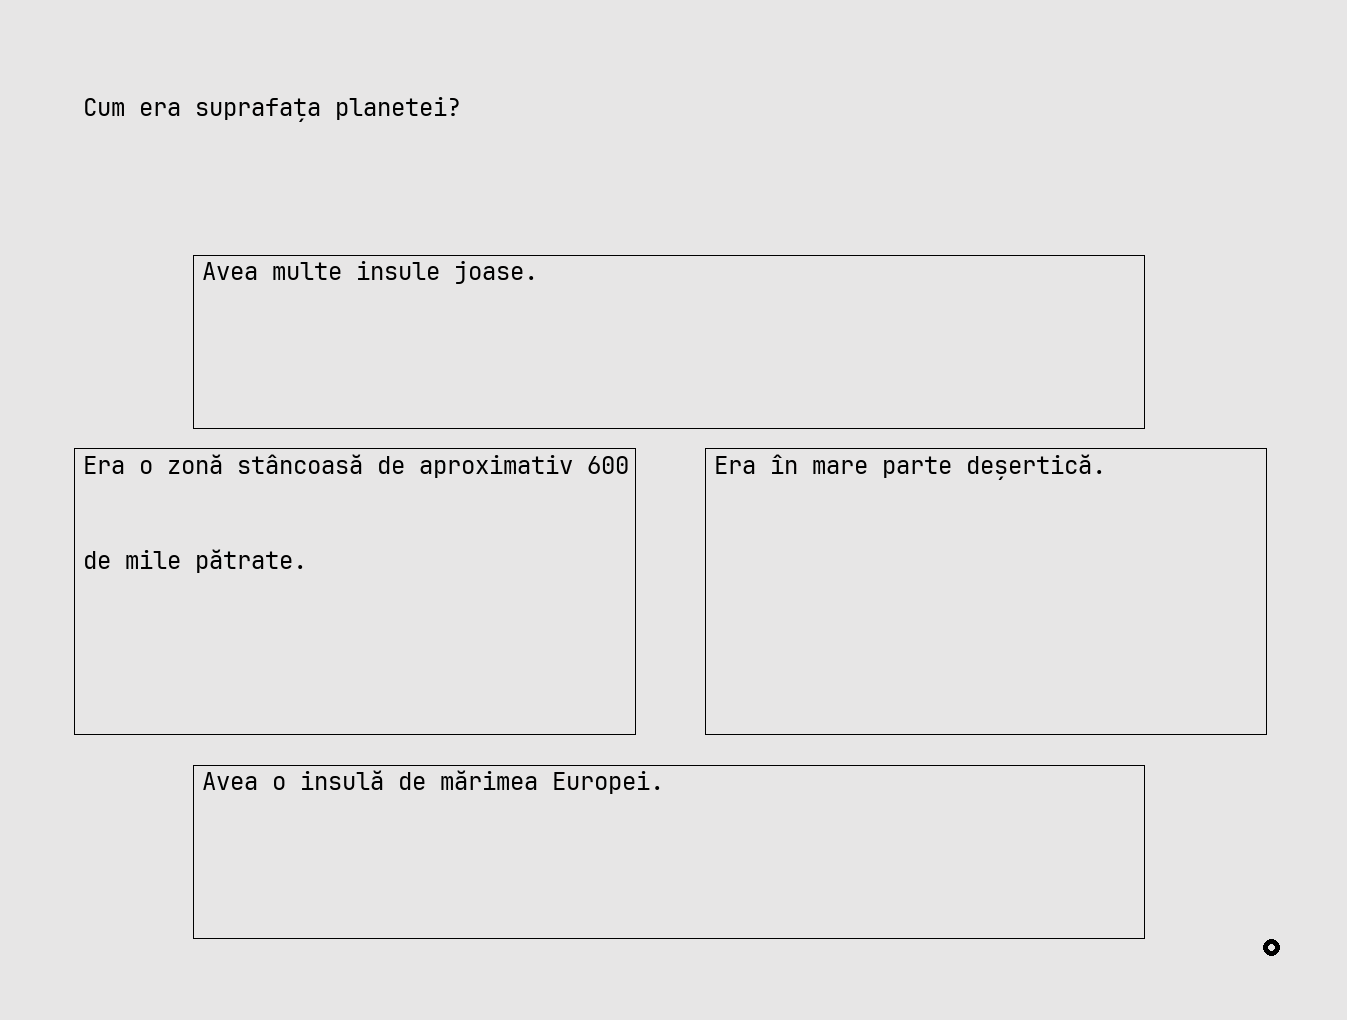 Cum era suprafața planetei?
Avea multe insule joase.
Era o zonă stâncoasă de aproximativ 600
de mile pătrate.
Era în mare parte deșertică.
Avea o insulă de mărimea Europei.